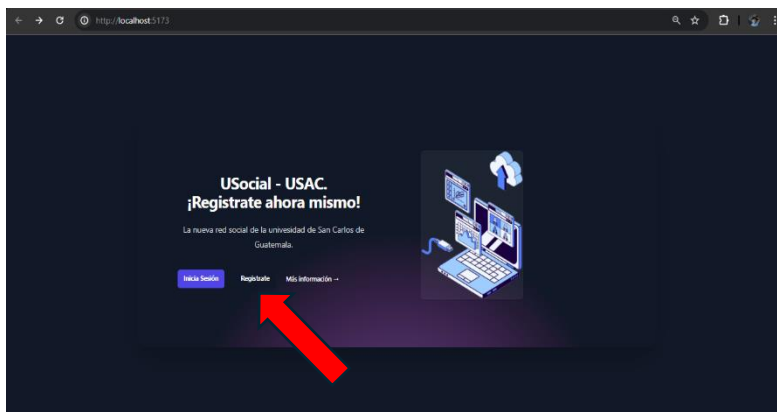 http://localhost:5173
USocial - USAC.
¡Registrate ahora mismo!
La nueva red social de la univesidad de San Carlos de
Guatemala.
Inicia Sesión Registrate Más información →